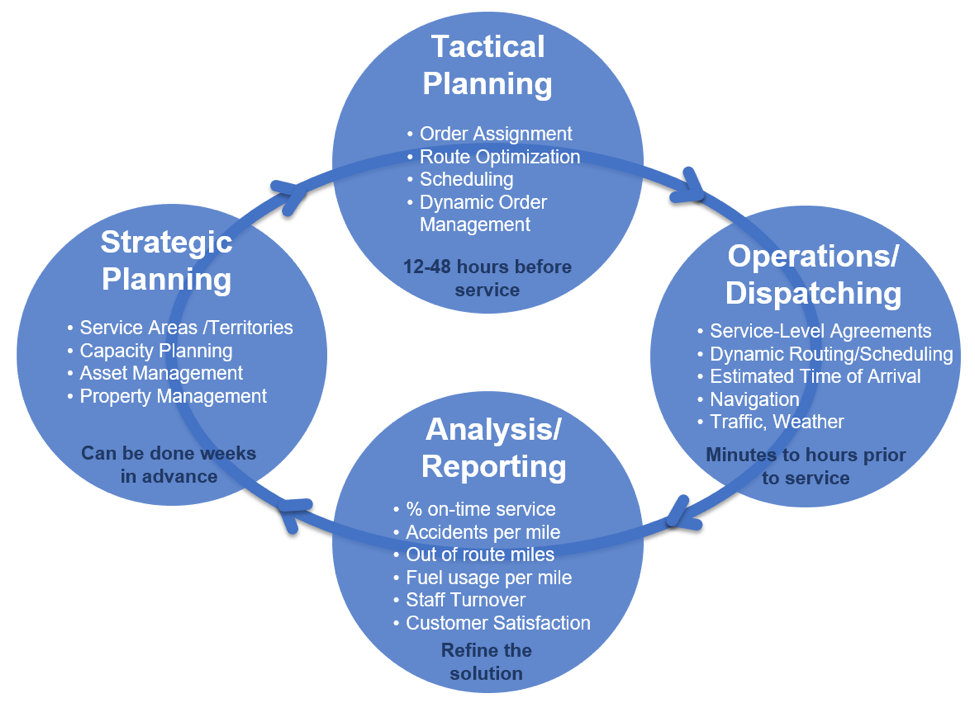 Tactical
Planning
• Order Assignment
• Route Optimization
• Scheduling
• Dynamic Order
Management
12-48 hours before
service
Strategic
Planning
• Service Areas /Territories
• Capacity Planning
• Asset Management
• Property Management
Can be done weeks
in advance
Operations/
Dispatching
• Service-Level Agreements
• Dynamic Routing/Scheduling
• Estimated Time of Arrival
• Navigation
• Traffic, Weather
Minutes to hours prior
to service
Analysis/
Reporting
• % on-time service
• Accidents per mile
• Out of route miles
• Fuel usage per mile
• Staff Turnover
• Customer Satisfaction
Refine the
solution